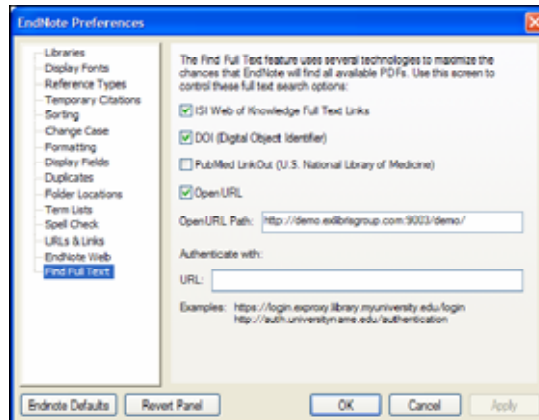 EndNote Preferences
Libraries
Display Fonts
Reference Types
Temporary Citations
Sorting
Change Case
Formatting
Display Fields
Duplicates
Folder Locations
Term Lists
Spell Check
URLs & Links
EndNote Web
Find Full Text
The Find Full Text feature uses several technologies to maximize the
chances that EndNote will find all available PDFs. Use this screen to
control these full text search options:
ISI Web of Knowledge Full Text Links
DOI (Digital Object Identifier)
PubMed LinkOut (U.S. National Library of Medicine)
OpenURL
OpenURL Path: http://demo.exlibrisgroup.com:9003/demo/
Authenticate with:
URL:
Examples: https://login.exproxy.library.myuniversity.edu/login
http://auth.universityname.edu/authentication
Endnote Defaults Revert Panel OK Cancel Apply